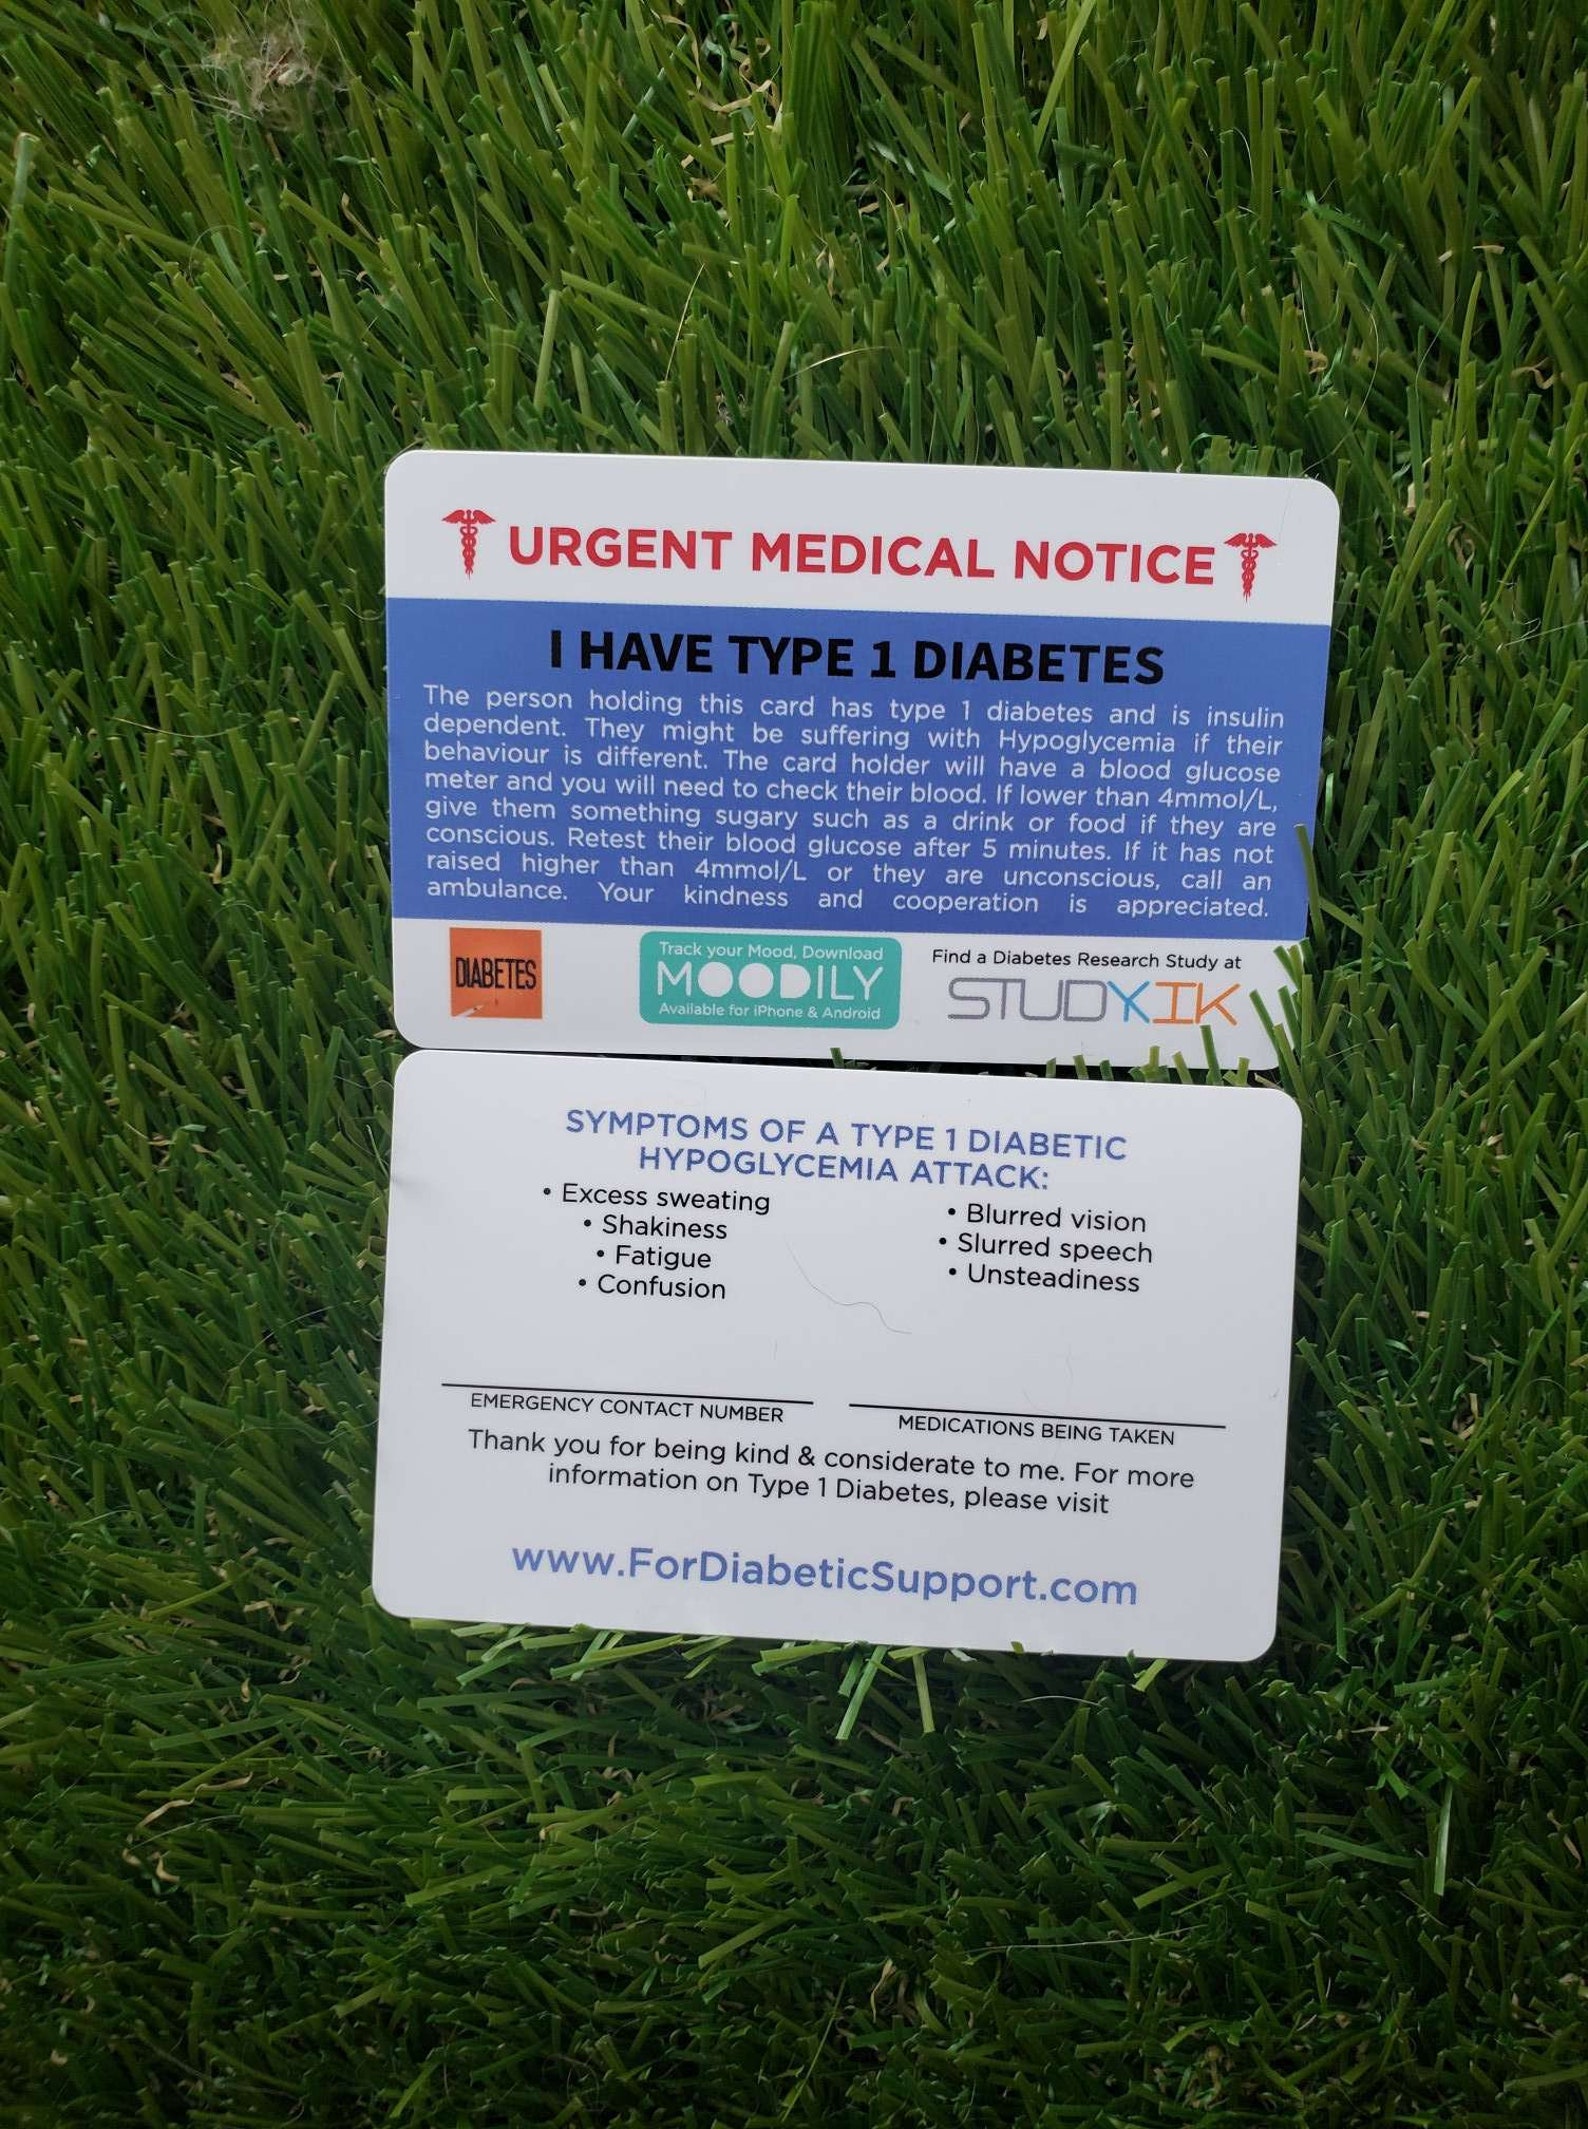 URGENT MEDICAL NOTICE
I HAVE TYPE 1 DIABETES
The person holding this card has type 1 diabetes and is insulin
dependent. They might be suffering with Hypoglycemia if their
behaviour is different. The card holder will have a blood glucose
meter and you will need to check their blood. If lower than 4mmol/L,
give them something sugary such as a drink or food if they are
conscious. Retest their blood glucose after 5 minutes. If it has not
raised higher than 4mmol/L or they are unconscious, call an
ambulance. Your kindness and cooperation is appreciated.
DIABETES
Track your Mood, Download
MOODILY
Available for iPhone & Android
Find a Diabetes Research Study at
STUDYKIK
SYMPTOMS OF A TYPE 1 DIABETIC
HYPOGLYCEMIA ATTACK:
• Excess sweating
• Shakiness
• Fatigue
• Confusion
• Blurred vision
• Slurred speech
• Unsteadiness
EMERGENCY CONTACT NUMBER
MEDICATIONS BEING TAKEN
Thank you for being kind & considerate to me. For more
information on Type 1 Diabetes, please visit
www.ForDiabeticSupport.com